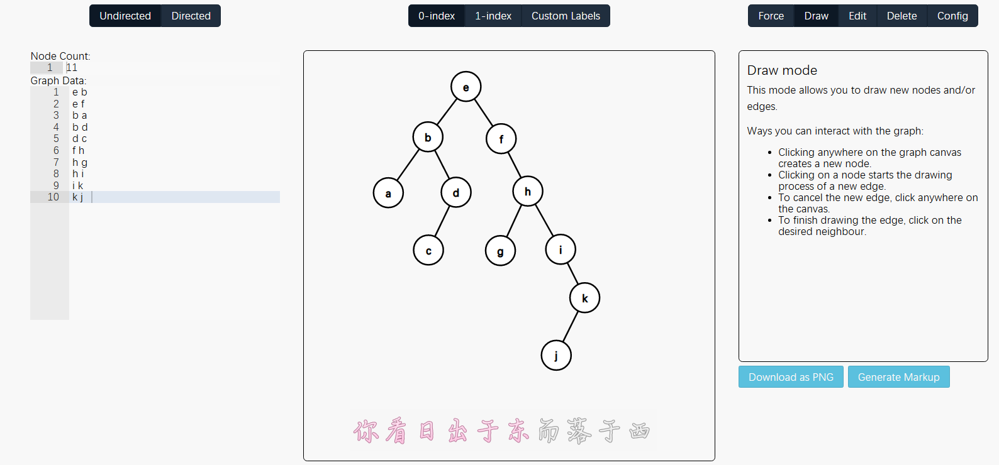 Undirected Directed
0-index 1-index Custom Labels
Force Draw Edit Delete Config
Node Count:
1 11
Graph Data:
1 e b
2 e f
3 b a
4 b d
5 d c
6 f h
7 h g
8 h i
9 i k
10 k j
e
b
f
a
d
h
c
g
i
k
j
你看日出于东而落于西
Draw mode
This mode allows you to draw new nodes and/or
edges.
Ways you can interact with the graph:
Clicking anywhere on the graph canvas
creates a new node.
Clicking on a node starts the drawing
process of a new edge.
To cancel the new edge, click anywhere on
the canvas.
To finish drawing the edge, click on the
desired neighbour.
Download as PNG Generate Markup